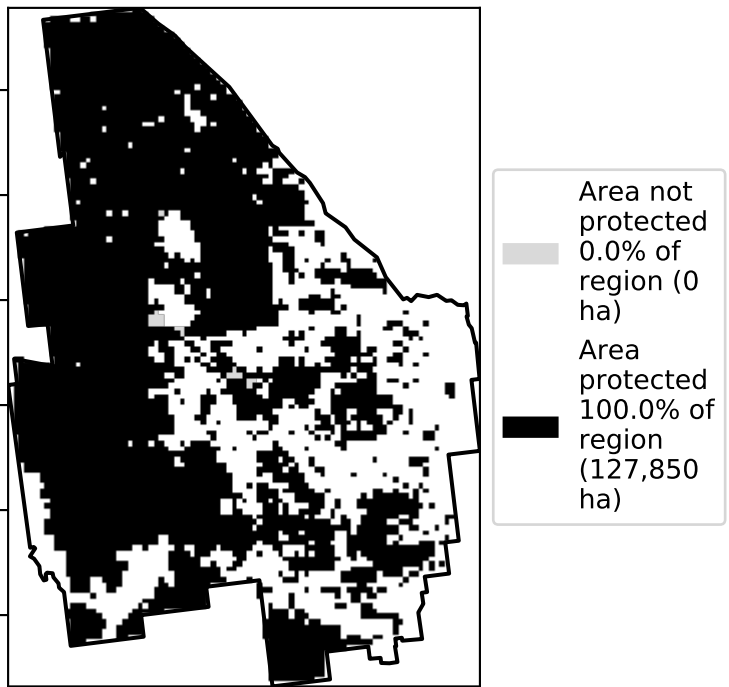 Area not
protected
0.0% of
region (0
ha)
Area
protected
100.0% of
region
(127,850
ha)